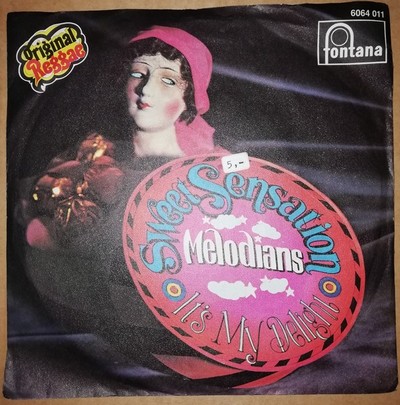 6064 011
fontana
Original
Reggae
5,-
Sweet Sensation
Melodians
It's My Delight